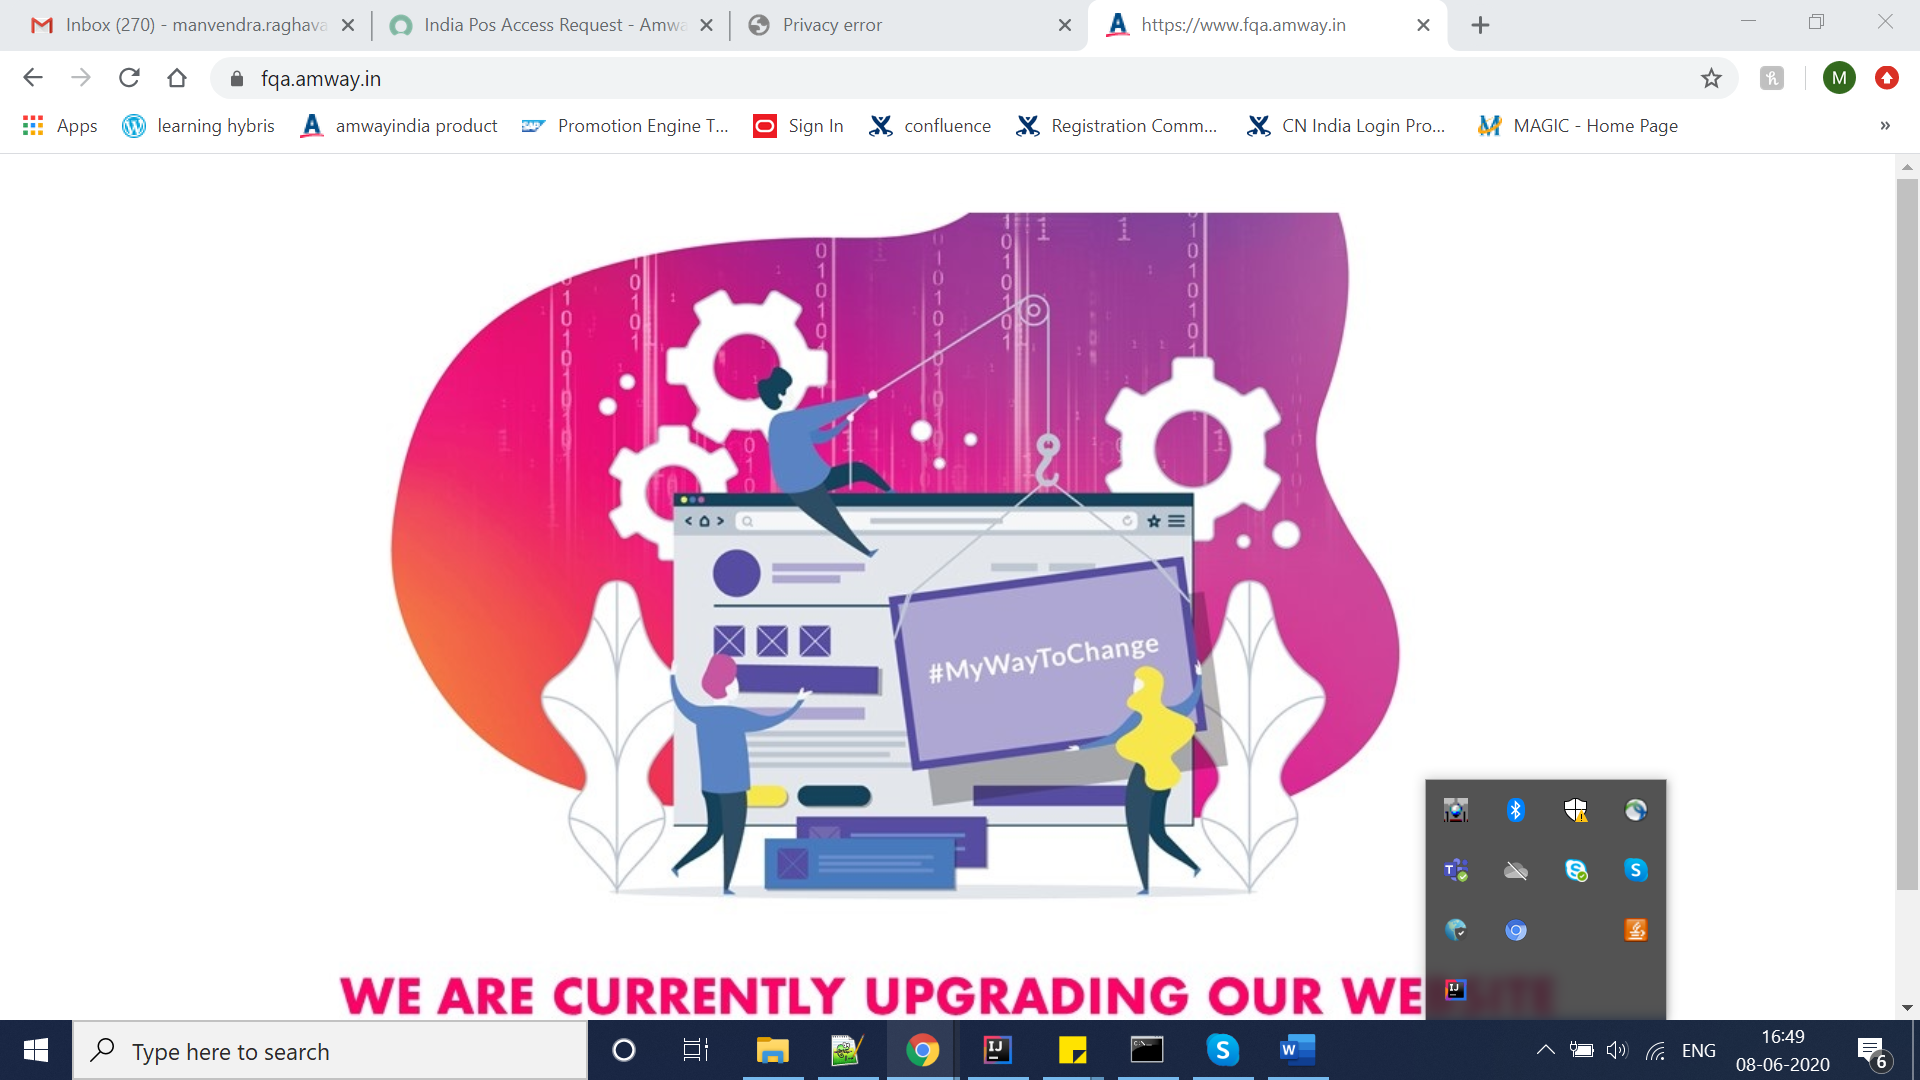 Inbox (270) - manvendra.raghava
India Pos Access Request - Amwa
Privacy error
https://www.fqa.amway.in
fqa.amway.in
M
Apps
learning hybris
amwayindia product
Promotion Engine T...
Sign In
confluence
Registration Comm...
CN India Login Pro...
MAGIC - Home Page
»
#MyWayToChange
WE ARE CURRENTLY UPGRADING OUR WEBSITE
Type here to search
ENG
16:49
08-06-2020
6